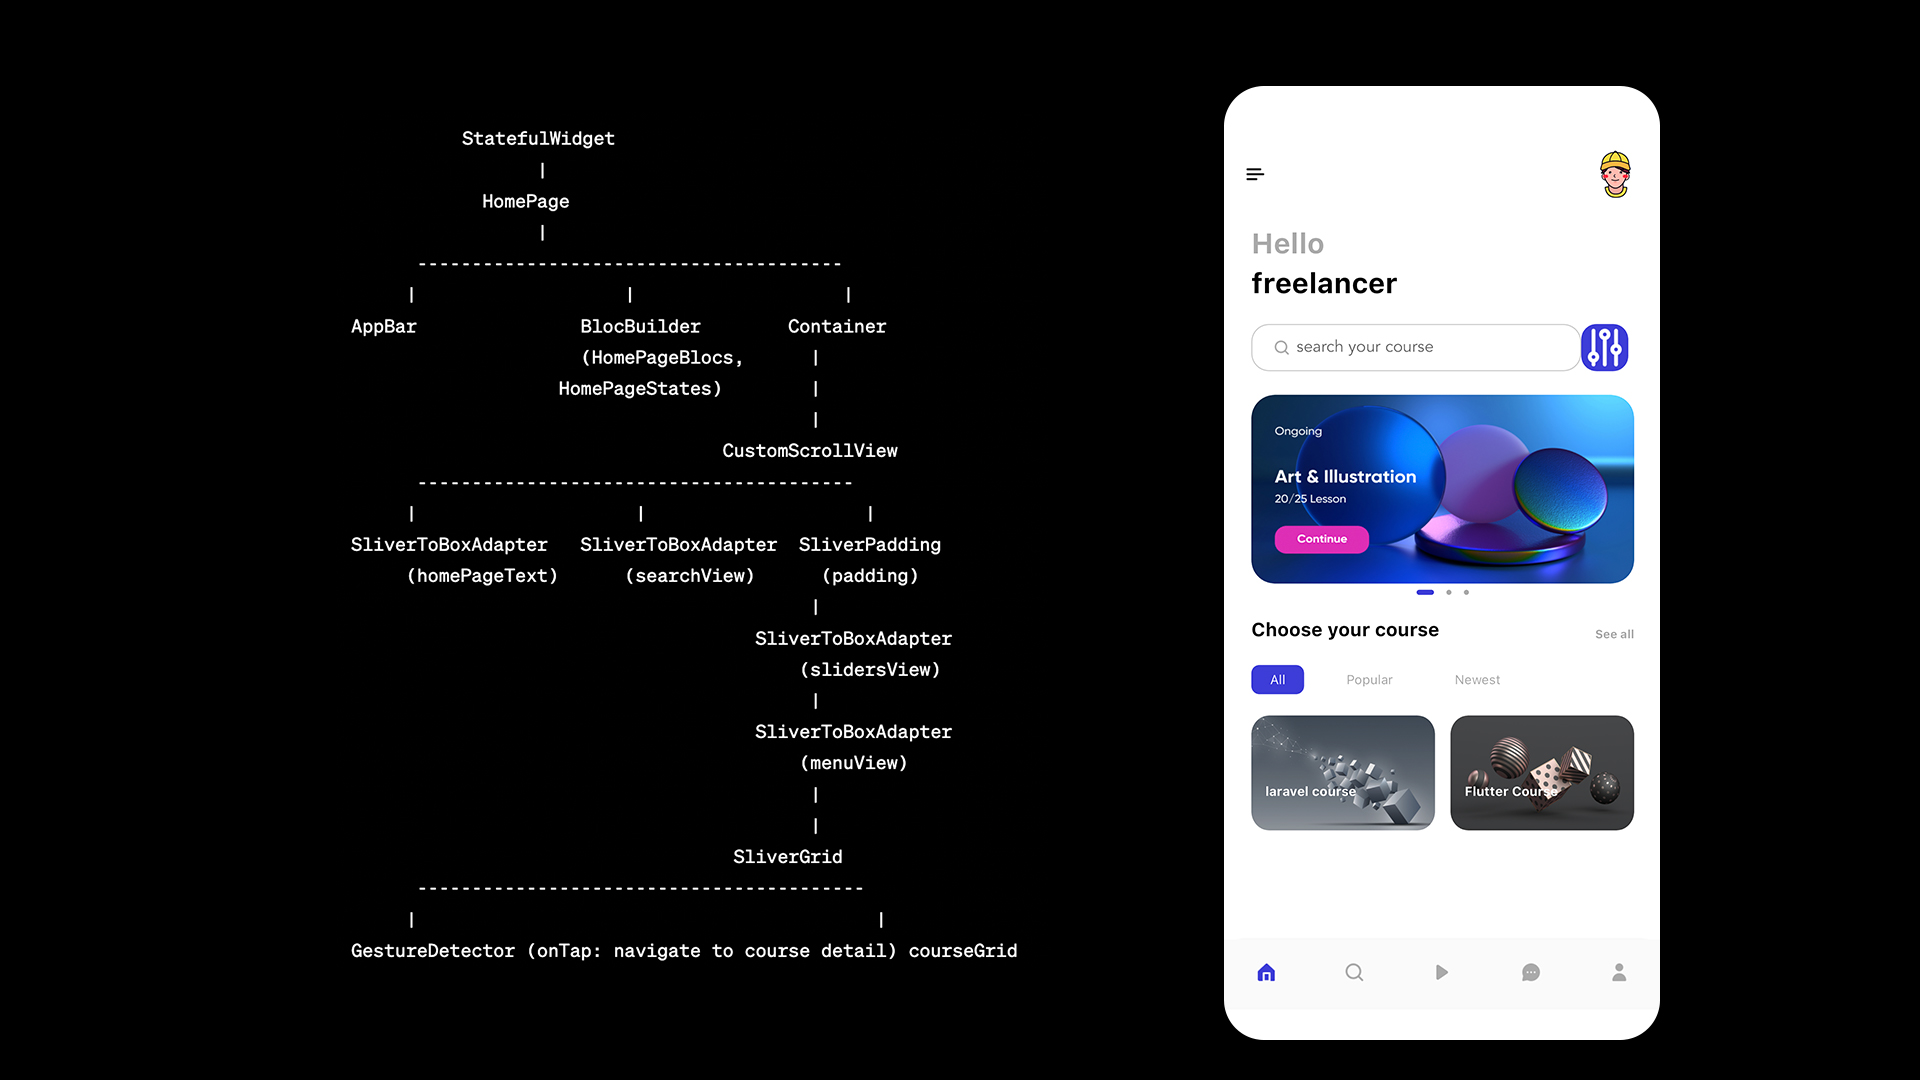 StatefulWidget
|
HomePage
|
---------------------------------------
| | |
AppBar BlocBuilder Container
(HomePageBlocs, |
HomePageStates) |
|
CustomScrollView
----------------------------------------
| | |
SliverToBoxAdapter SliverToBoxAdapter SliverPadding
(homePageText) (searchView) (padding)
|
SliverToBoxAdapter
(slidersView)
|
SliverToBoxAdapter
(menuView)
|
|
SliverGrid
-----------------------------------------
| |
GestureDetector (onTap: navigate to course detail) courseGrid
Hello
freelancer
search your course
Ongoing
Art & Illustration
20/25 Lesson
Continue
Choose your course
See all
All Popular Newest
laravel course
Flutter Course